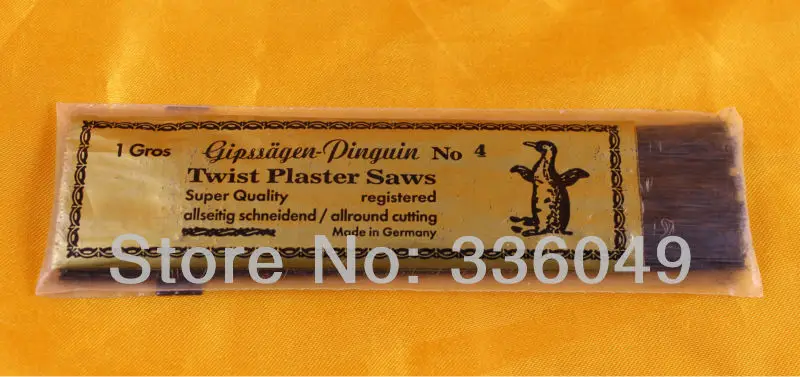 1 Gros Gipssägen-Pinguin No 4
Twist Plaster Saws
Super Quality registered
allseitig schneidend / allround cutting
Made in Germany
Store No: 336049